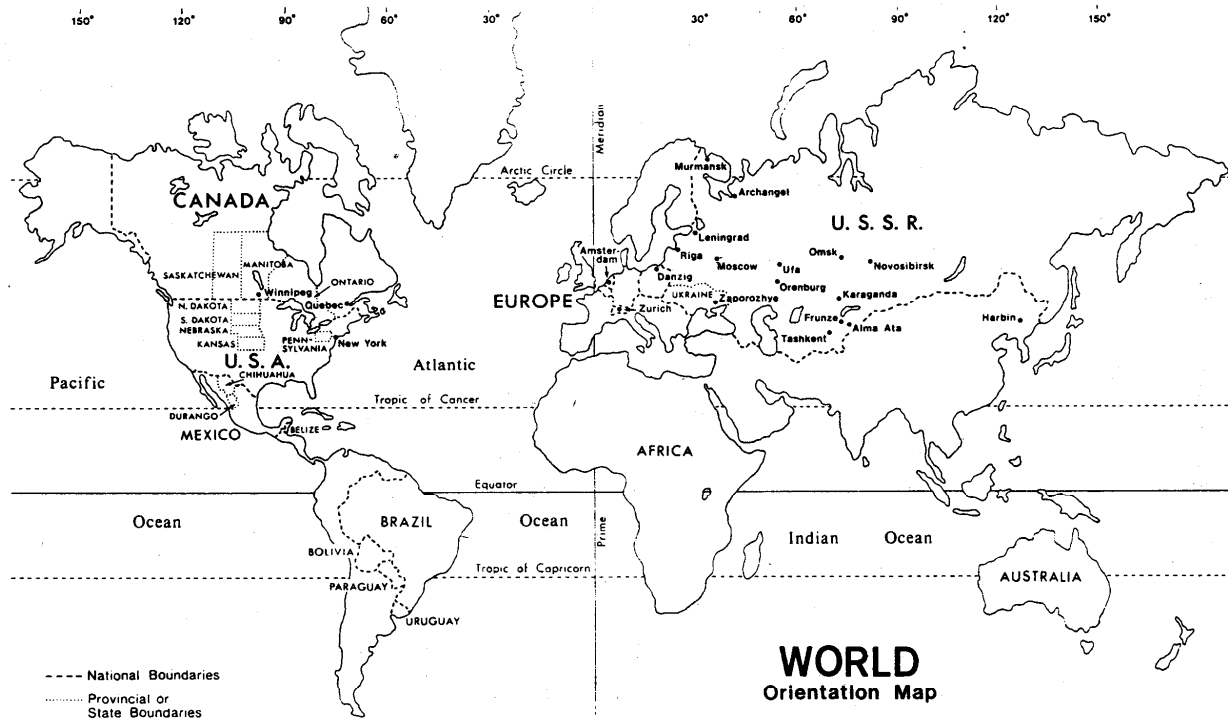 150° 90° 60° 30° 0° 30° 60° 90° 120° 150°
Meridian
Arctic Circle
Murmansk
Archangel
CANADA
U. S. S. R.
Leningrad
Amster-
dam
Riga
Moscow
Omsk
Ufa
Novosibirsk
MANITOBA
SASKATCHEWAN
Danzig
Orenburg
ONTARIO
Winnipeg
EUROPE
UKRAINE
Zaporozhye
Karaganda
Quebec
N. DAKOTA
Zurich
Frunze
Harbin
S. DAKOTA
Alma Ata
NEBRASKA
Tashkent
KANSAS
PENN-
SYLVANIA
New York
U. S. A.
CHIHUAHUA
Pacific
Atlantic
Tropic of Cancer
DURANGO
MEXICO
BELIZE
AFRICA
Equator
Ocean
BRAZIL
Ocean
Prime
Indian Ocean
BOLIVIA
Tropic of Capricorn
PARAGUAY
AUSTRALIA
URUGUAY
WORLD
Orientation Map
National Boundaries
Provincial or
State Boundaries